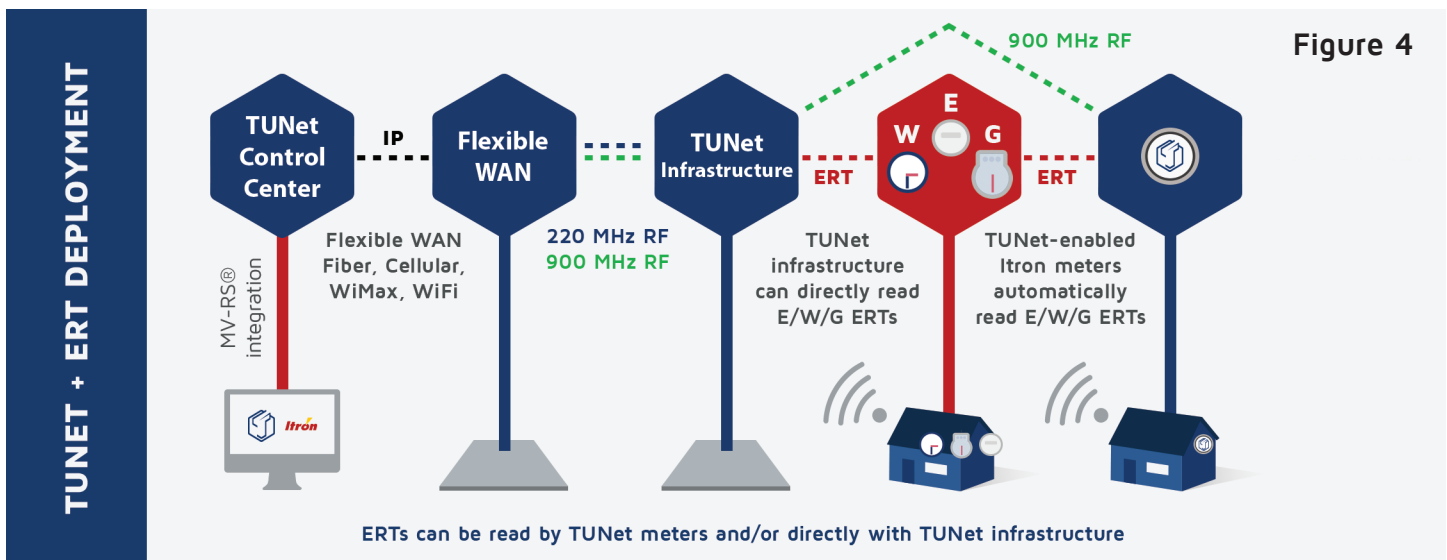 TUNET + ERT DEPLOYMENT
Figure 4
900 MHz RF
TUNet
Control
Center
IP
Flexible
WAN
TUNet
Infrastructure
ERT
E
W
G
ERT
MV-RS®
integration
Flexible WAN
Fiber, Cellular,
WiMax, WiFi
220 MHz RF
900 MHz RF
TUNet
infrastructure
can directly read
E/W/G ERTs
TUNet-enabled
Itron meters
automatically
read E/W/G ERTs
Itron
ERTs can be read by TUNet meters and/or directly with TUNet infrastructure